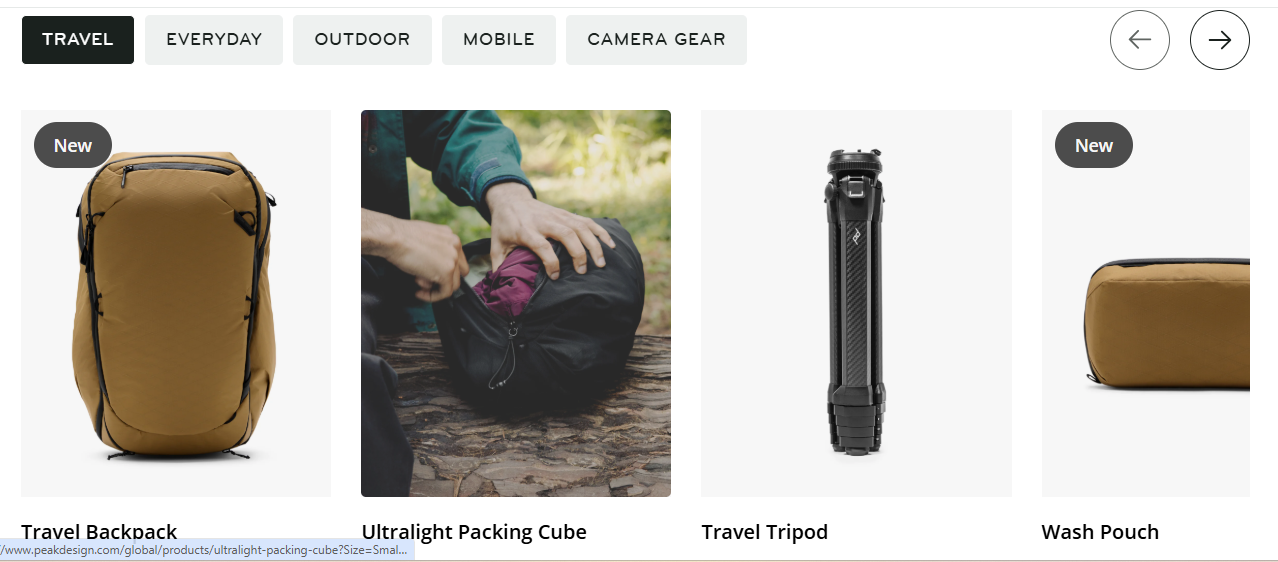 TRAVEL EVERYDAY OUTDOOR MOBILE CAMERA GEAR
New New
Travel Backpack Ultralight Packing Cube Travel Tripod Wash Pouch
/www.peakdesign.com/global/products/ultralight-packing-cube?Size=Smal...